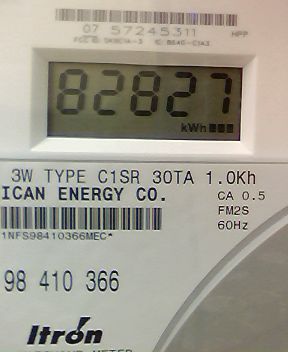 07 57245311 HPP
82827
kWh
3W TYPE C1SR 30TA 1.0Kh
ICAN ENERGY CO. CA 0.5
FM2S
60Hz
1NFS98410366MEC*
98 410 366
Itron